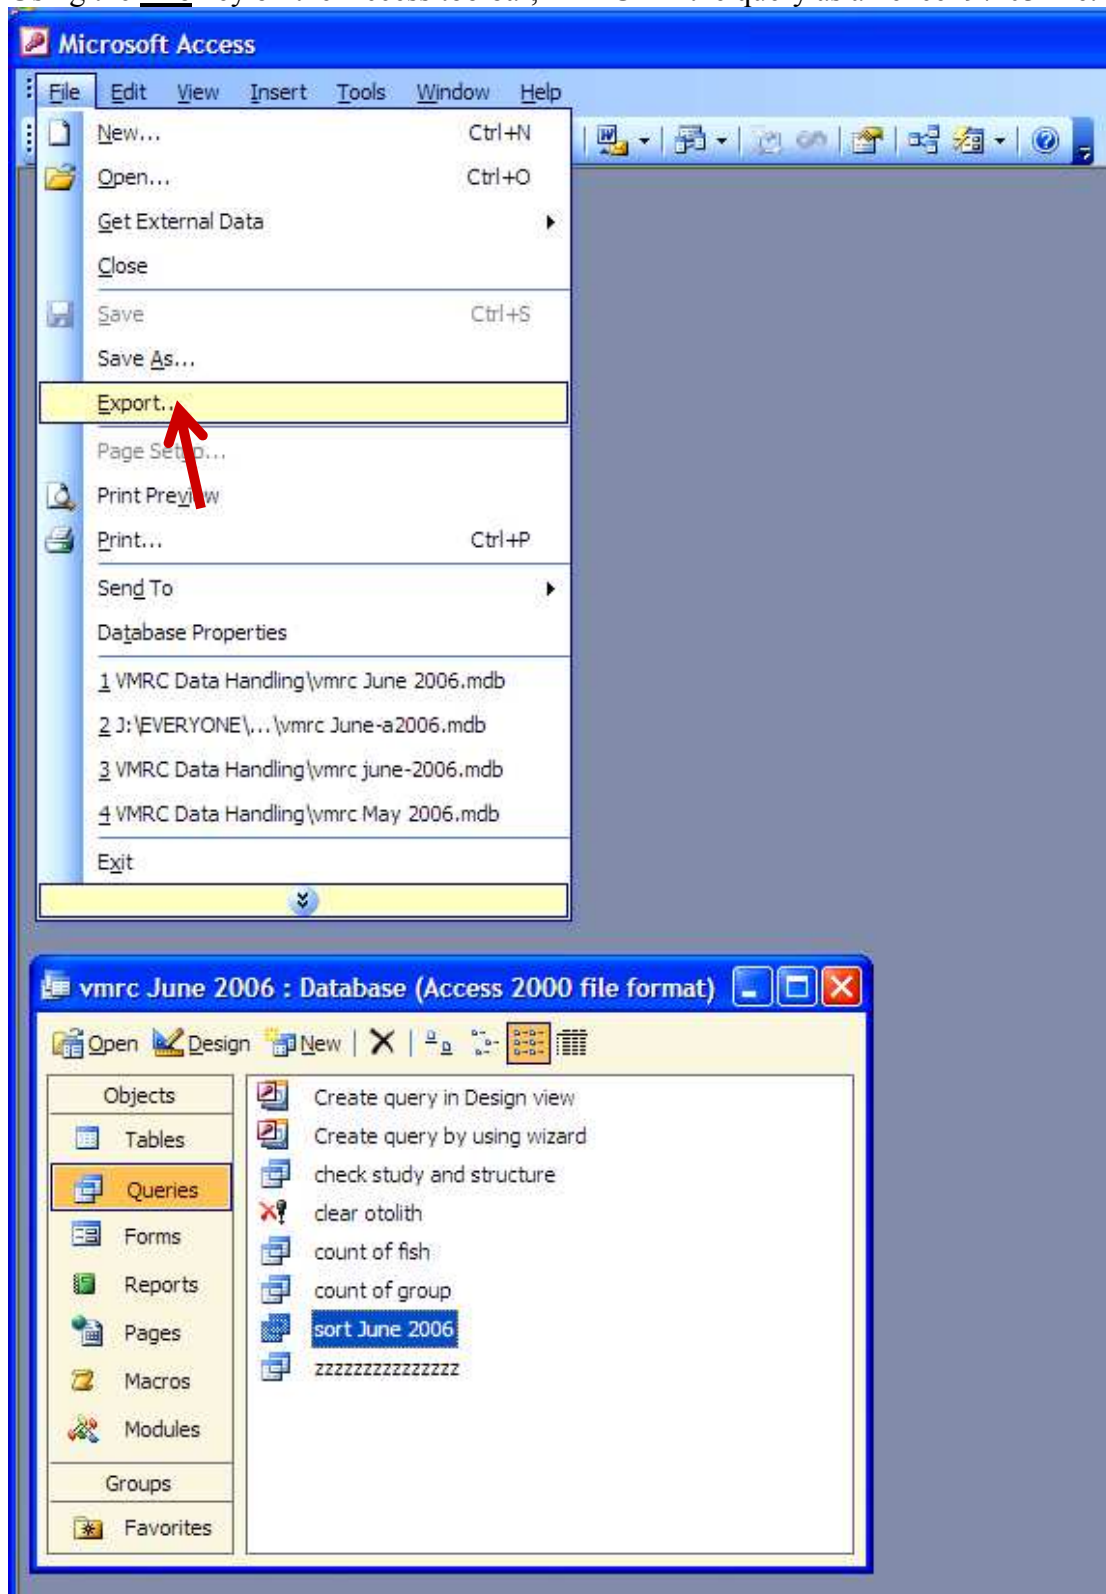 Microsoft Access
File Edit View Insert Tools Window Help
New... Ctrl+N
Open... Ctrl+O
Get External Data
Close
Save Ctrl+S
Save As...
Export...
Page Setup...
Print Preview
Print... Ctrl+P
Send To
Database Properties
1 VMRC Data Handling\vmrc June 2006.mdb
2 J:\EVERYONE\...\vmrc June-a2006.mdb
3 VMRC Data Handling\vmrc june-2006.mdb
4 VMRC Data Handling\vmrc May 2006.mdb
Exit
vmrc June 2006 : Database (Access 2000 file format)
Open Design New
Objects
Tables
Queries
Forms
Reports
Pages
Macros
Modules
Groups
Favorites
Create query in Design view
Create query by using wizard
check study and structure
clear otolith
count of fish
count of group
sort June 2006
zzzzzzzzzzzzzzz